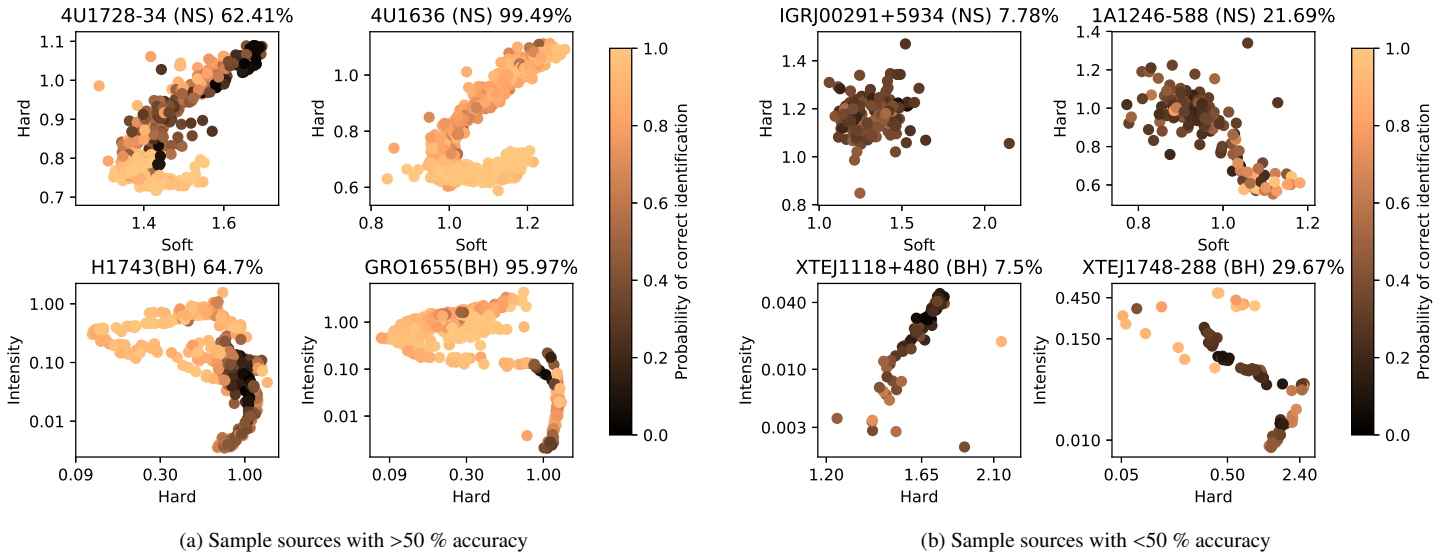 4U1728-34 (NS) 62.41%
1.1
1.0
0.9
0.8
0.7
Hard
1.4
1.6
Soft
4U1636 (NS) 99.49%
1.0
0.8
0.6
Hard
0.8
1.0
1.2
Soft
H1743(BH) 64.7%
1.00
0.10
0.01
Intensity
0.09
0.30
1.00
Hard
GRO1655(BH) 95.97%
1.00
0.10
0.01
Intensity
0.09
0.30
1.00
Hard
1.0
0.8
0.6
0.4
0.2
0.0
Probability of correct identification
(a) Sample sources with >50 % accuracy
IGRJ00291+5934 (NS) 7.78%
1.4
1.2
1.0
0.8
Hard
1.0
1.5
2.0
Soft
1A1246-588 (NS) 21.69%
1.4
1.2
1.0
0.8
0.6
Hard
0.8
1.0
1.2
Soft
XTEJ1118+480 (BH) 7.5%
0.040
0.010
0.003
Intensity
1.20
1.65
2.10
Hard
XTEJ1748-288 (BH) 29.67%
0.450
0.150
0.010
Intensity
0.05
0.50
2.40
Hard
1.0
0.8
0.6
0.4
0.2
0.0
Probability of correct identification
(b) Sample sources with <50 % accuracy